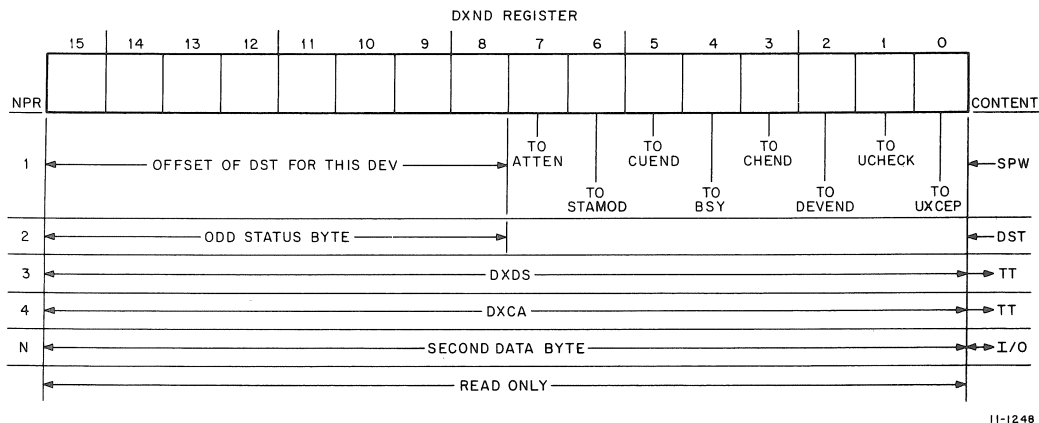 DXND REGISTER
15 14 13 12 11 10 9 8 7 6 5 4 3 2 1 0
NPR CONTENT
1 OFFSET OF DST FOR THIS DEV TO ATTEN TO STAMOD TO CUEND TO BSY TO CHEND TO DEVEND TO UCHECK TO UXCEP SPW
2 ODD STATUS BYTE DST
3 DXDS TT
4 DXCA TT
N SECOND DATA BYTE I/O
READ ONLY
11-1248